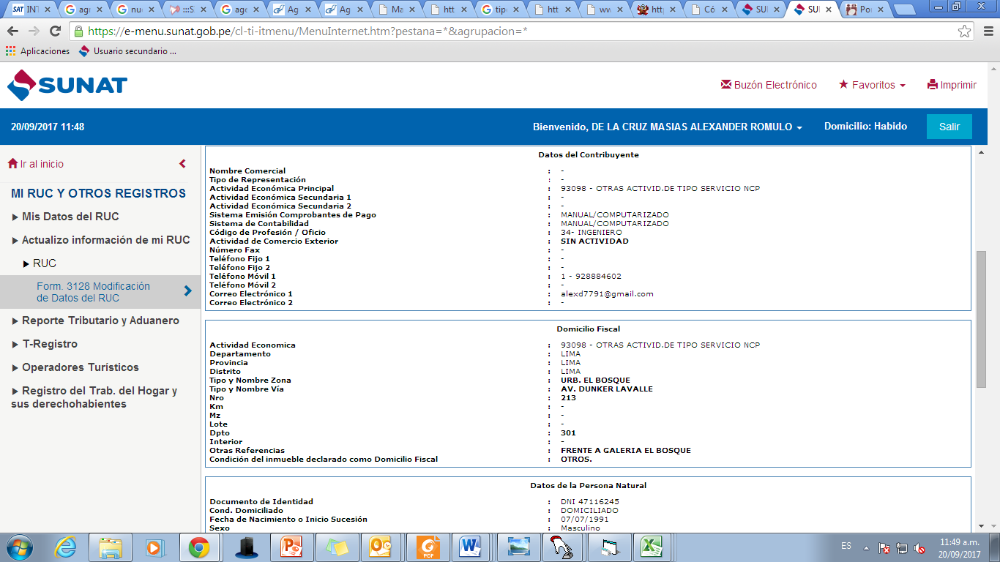 SAT INT
agr
nue
:::S
age
Ag
Ag
Ma
htt
tip
htt
ww
http
Có
SUN
SUN
Por
https://e-menu.sunat.gob.pe/cl-ti-itmenu/MenuInternet.htm?pestana=*&agrupacion=*
Aplicaciones Usuario secundario ...
SUNAT
Buzón Electrónico Favoritos Imprimir
20/09/2017 11:48 Bienvenido, DE LA CRUZ MASIAS ALEXANDER ROMULO Domicilio: Habido Salir
Ir al inicio
MI RUC Y OTROS REGISTROS
Mis Datos del RUC
Actualizo información de mi RUC
RUC
Form. 3128 Modificación
de Datos del RUC
Reporte Tributario y Aduanero
T-Registro
Operadores Turísticos
Registro del Trab. del Hogar y
sus derechohabientes
Datos del Contribuyente
Nombre Comercial : -
Tipo de Representación : -
Actividad Económica Principal : 93098 - OTRAS ACTIVID.DE TIPO SERVICIO NCP
Actividad Económica Secundaria 1 : -
Actividad Económica Secundaria 2 : -
Sistema Emisión Comprobantes de Pago : MANUAL/COMPUTARIZADO
Sistema de Contabilidad : MANUAL/COMPUTARIZADO
Código de Profesión / Oficio : 34- INGENIERO
Actividad de Comercio Exterior : SIN ACTIVIDAD
Número Fax : -
Teléfono Fijo 1 : -
Teléfono Fijo 2 : -
Teléfono Móvil 1 : 1 - 928884602
Teléfono Móvil 2 : -
Correo Electrónico 1 : alexd7791@gmail.com
Correo Electrónico 2 : -
Domicilio Fiscal
Actividad Economica : 93098 - OTRAS ACTIVID.DE TIPO SERVICIO NCP
Departamento : LIMA
Provincia : LIMA
Distrito : LIMA
Tipo y Nombre Zona : URB. EL BOSQUE
Tipo y Nombre Vía : AV. DUNKER LAVALLE
Nro : 213
Km : -
Mz : -
Lote : -
Dpto : 301
Interior : -
Otras Referencias : FRENTE A GALERIA EL BOSQUE
Condición del inmueble declarado como Domicilio Fiscal : OTROS.
Datos de la Persona Natural
Documento de Identidad : DNI 47116245
Cond. Domiciliado : DOMICILIADO
Fecha de Nacimiento o Inicio Sucesión : 07/07/1991
Sexo : Masculino
ES 11:49 a.m.
20/09/2017